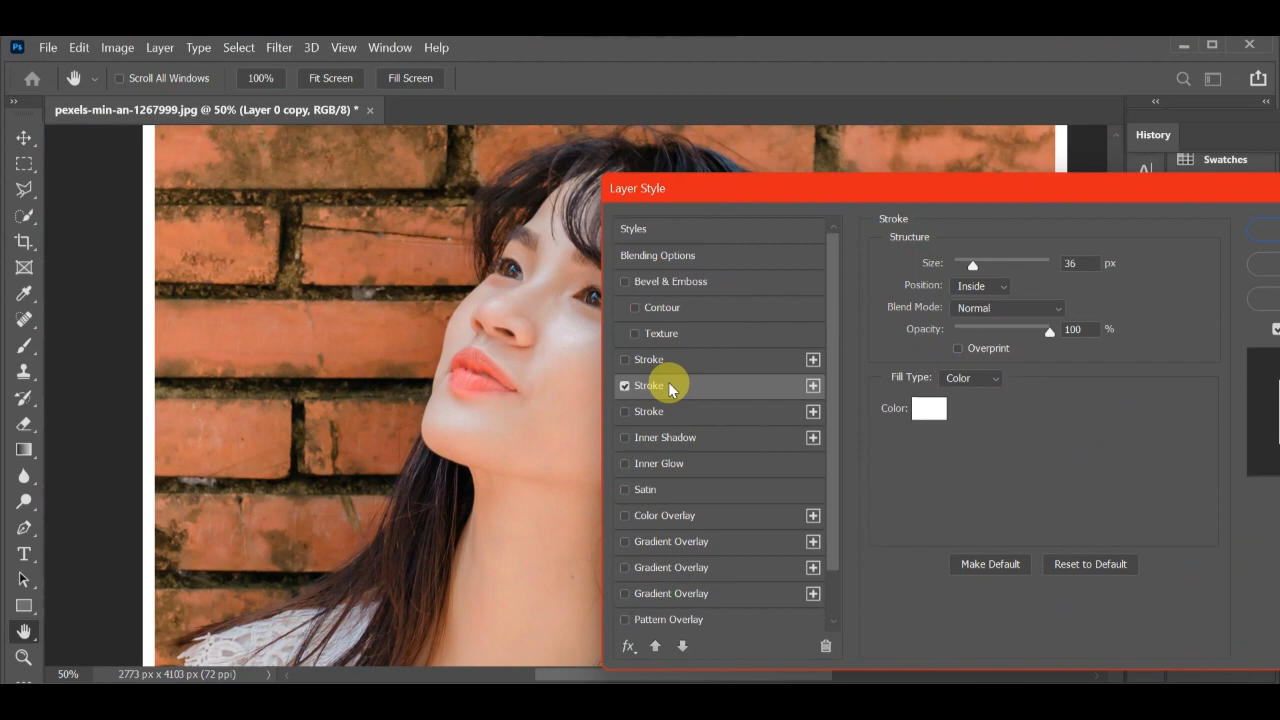 Ps File Edit Image Layer Type Select Filter 3D View Window Help
Scroll All Windows 100% Fit Screen Fill Screen
pexels-min-an-1267999.jpg @ 50% (Layer 0 copy, RGB/8) * ×
History
Swatches
Layer Style
Styles
Blending Options
Bevel & Emboss
Contour
Texture
Stroke
Stroke
Stroke
Inner Shadow
Inner Glow
Satin
Color Overlay
Gradient Overlay
Gradient Overlay
Gradient Overlay
Pattern Overlay
fx
Stroke
Structure
Size: 36 px
Position: Inside
Blend Mode: Normal
Opacity: 100 %
Overprint
Fill Type: Color
Color:
Make Default Reset to Default
50% 2773 px x 4103 px (72 ppi)